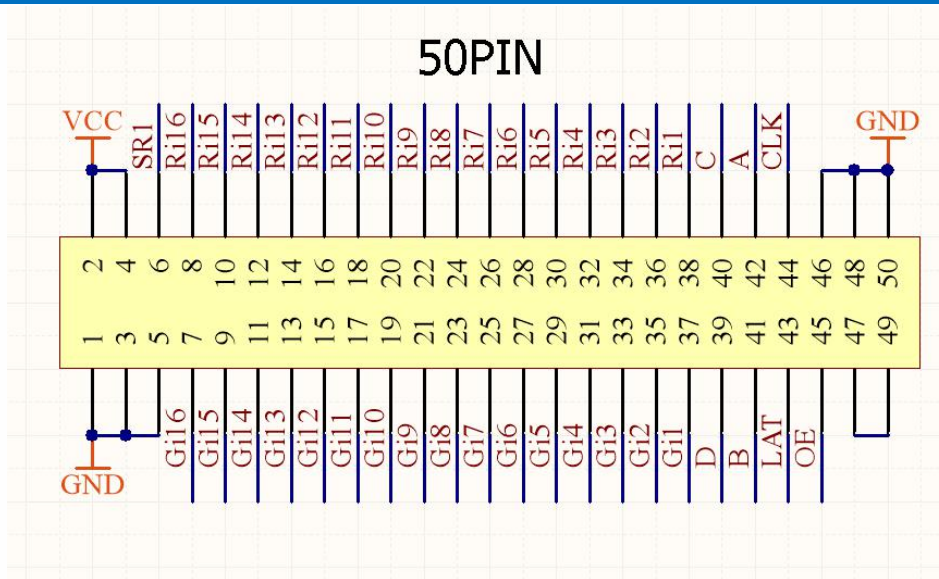 50PIN
VCC
GND
SR1
Ri16
Ri15
Ri14
Ri13
Ri12
Ri11
Ri10
Ri9
Ri8
Ri7
Ri6
Ri5
Ri4
Ri3
Ri2
Ri1
C
A
CLK
2 4 6 8 10 12 14 16 18 20 22 24 26 28 30 32 34 36 38 40 42 44 46 48 50
1 3 5 7 9 11 13 15 17 19 21 23 25 27 29 31 33 35 37 39 41 43 45 47 49
Gi16
Gi15
Gi14
Gi13
Gi12
Gi11
Gi10
Gi9
Gi8
Gi7
Gi6
Gi5
Gi4
Gi3
Gi2
Gi1
D
B
LAT
OE
GND